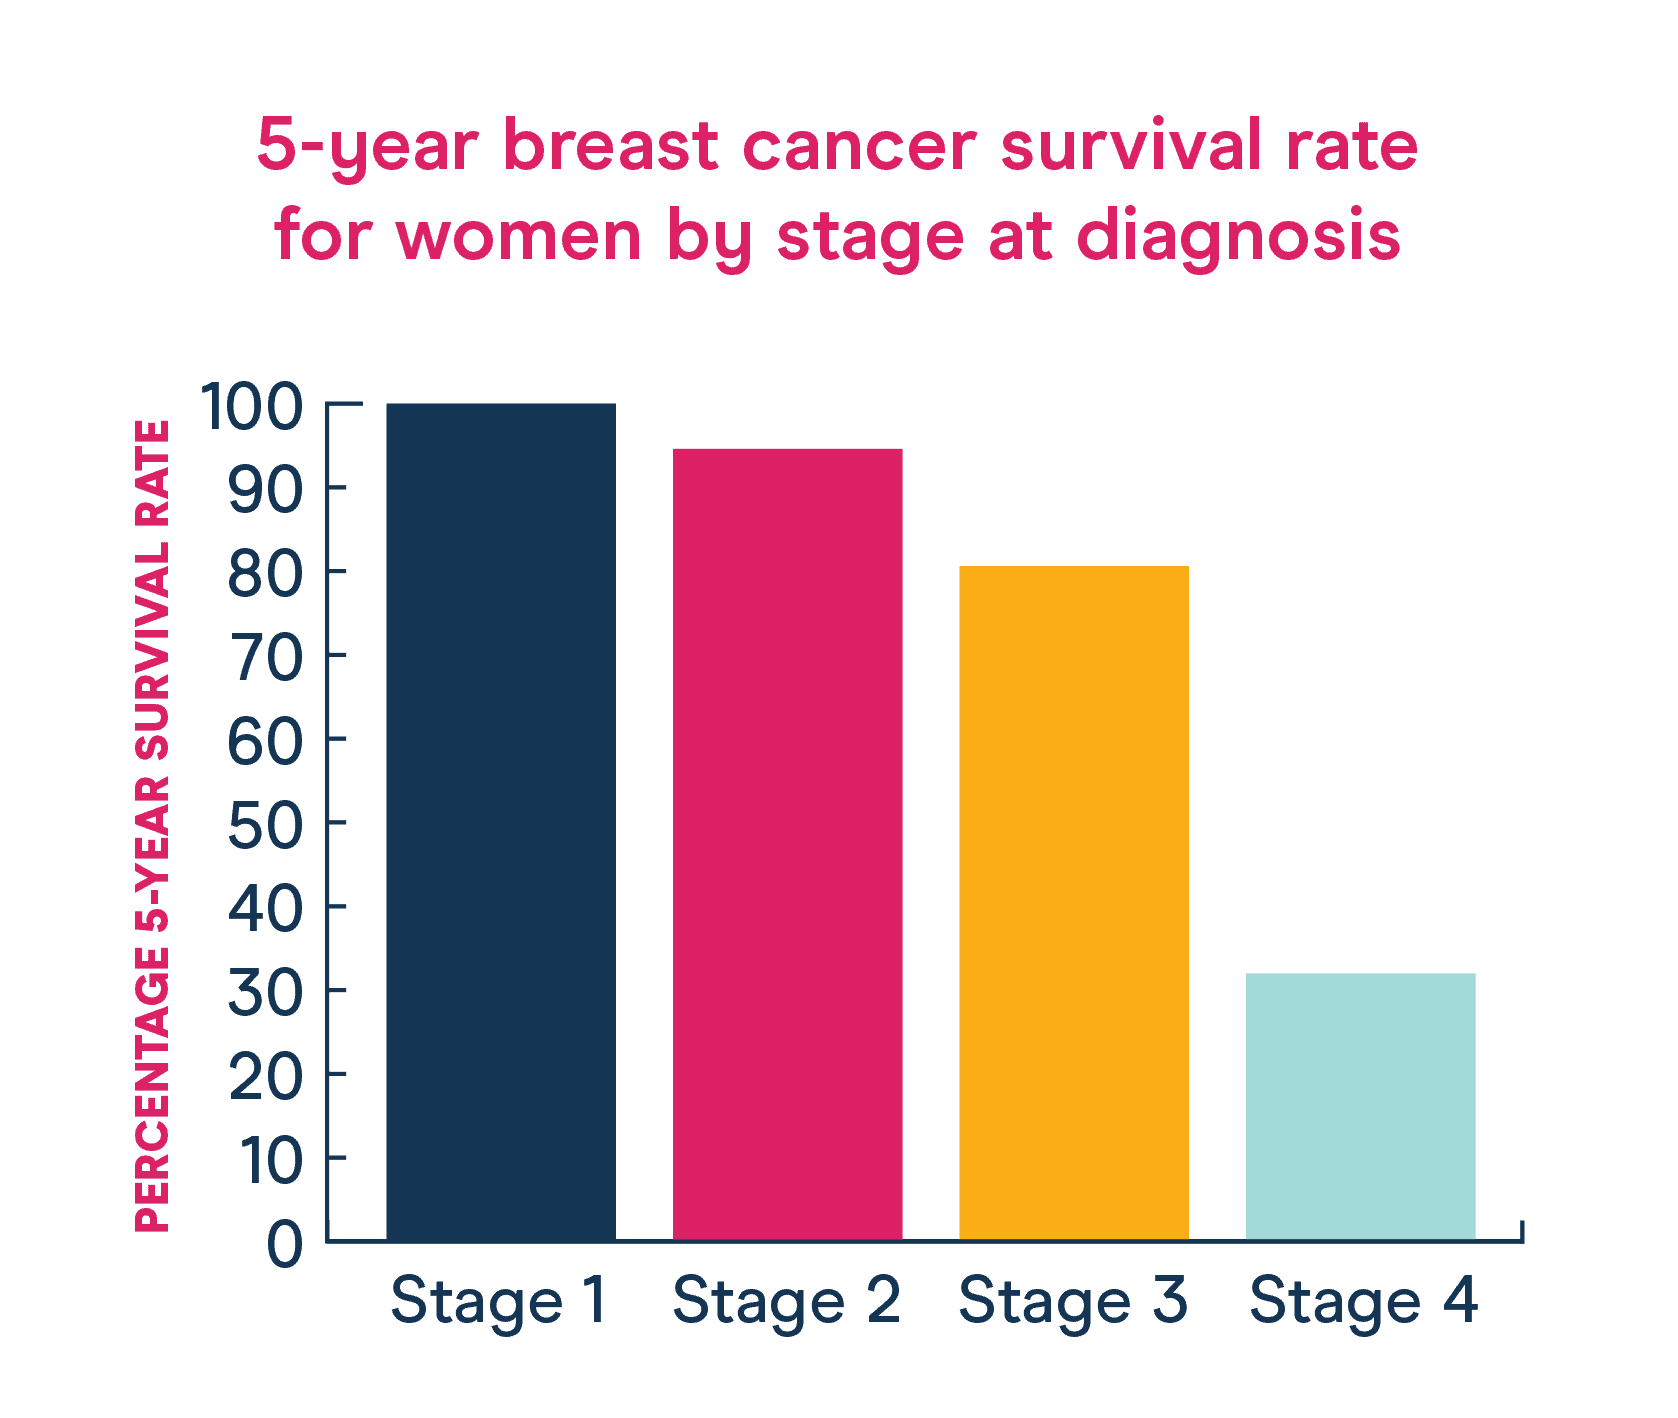 5-year breast cancer survival rate
for women by stage at diagnosis
PERCENTAGE 5-YEAR SURVIVAL RATE
100
90
80
70
60
50
40
30
20
10
0
Stage 1
Stage 2
Stage 3
Stage 4